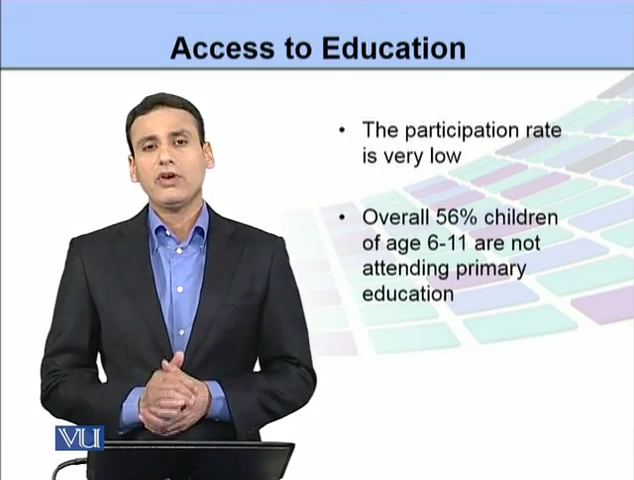 Access to Education
• The participation rate
is very low
• Overall 56% children
of age 6-11 are not
attending primary
education
VU